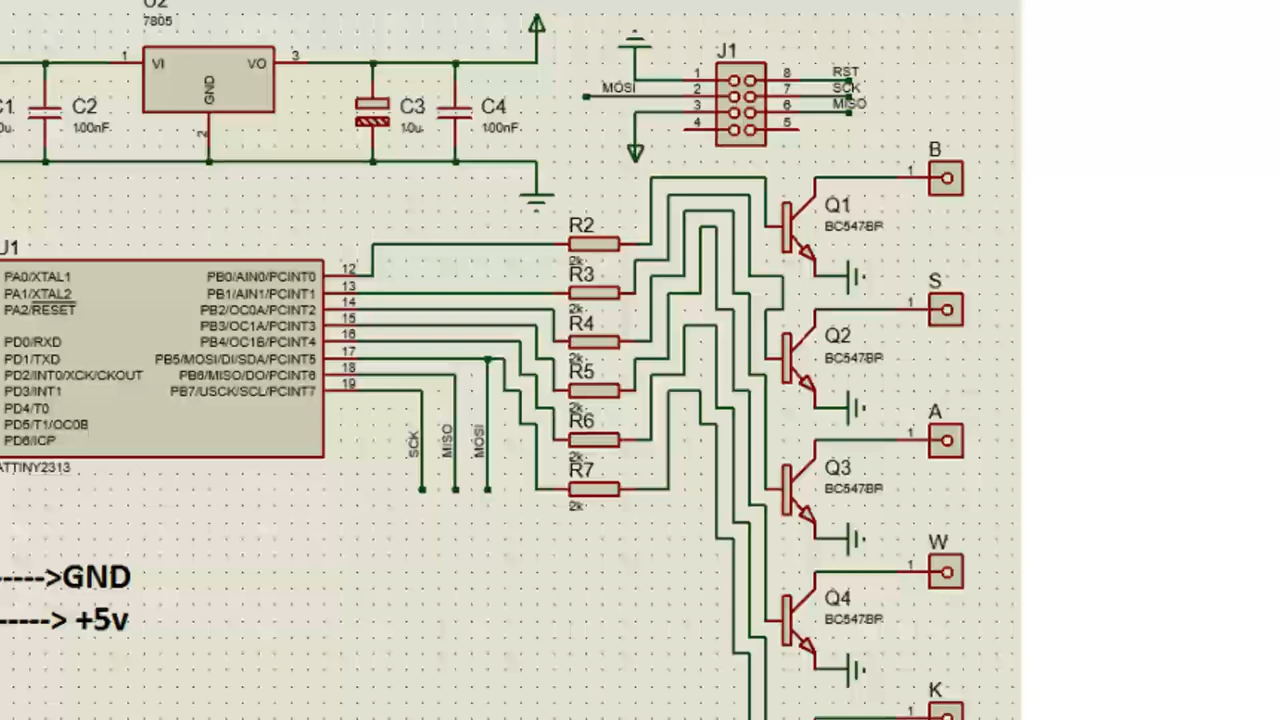 U2
7805
1
VI
VO
3
GND
2
C2
100nF
C3
10u
C4
100nF
J1
MOSI
1
2
3
4
8
7
6
5
RST
SCK
MISO
B
1
Q1
BC547BP
S
1
Q2
BC547BP
A
1
Q3
BC547BP
W
1
Q4
BC547BP
K
1
R2
2k
R3
2k
R4
2k
R5
2k
R6
2k
R7
2k
PA0/XTAL1
PA1/XTAL2
PA2/RESET
PD0/RXD
PD1/TXD
PD2/INT0/XCK/CKOUT
PD3/INT1
PD4/T0
PD5/T1/OC0B
PD6/ICP
PB0/AIN0/PCINT0
PB1/AIN1/PCINT1
PB2/OC0A/PCINT2
PB3/OC1A/PCINT3
PB4/OC1B/PCINT4
PB5/MOSI/DI/SDA/PCINT5
PB6/MISO/DO/PCINT6
PB7/USCK/SCL/PCINT7
12
13
14
15
16
17
18
19
SCK
MISO
MOSI
ATTINY2313
----->GND
-----> +5v